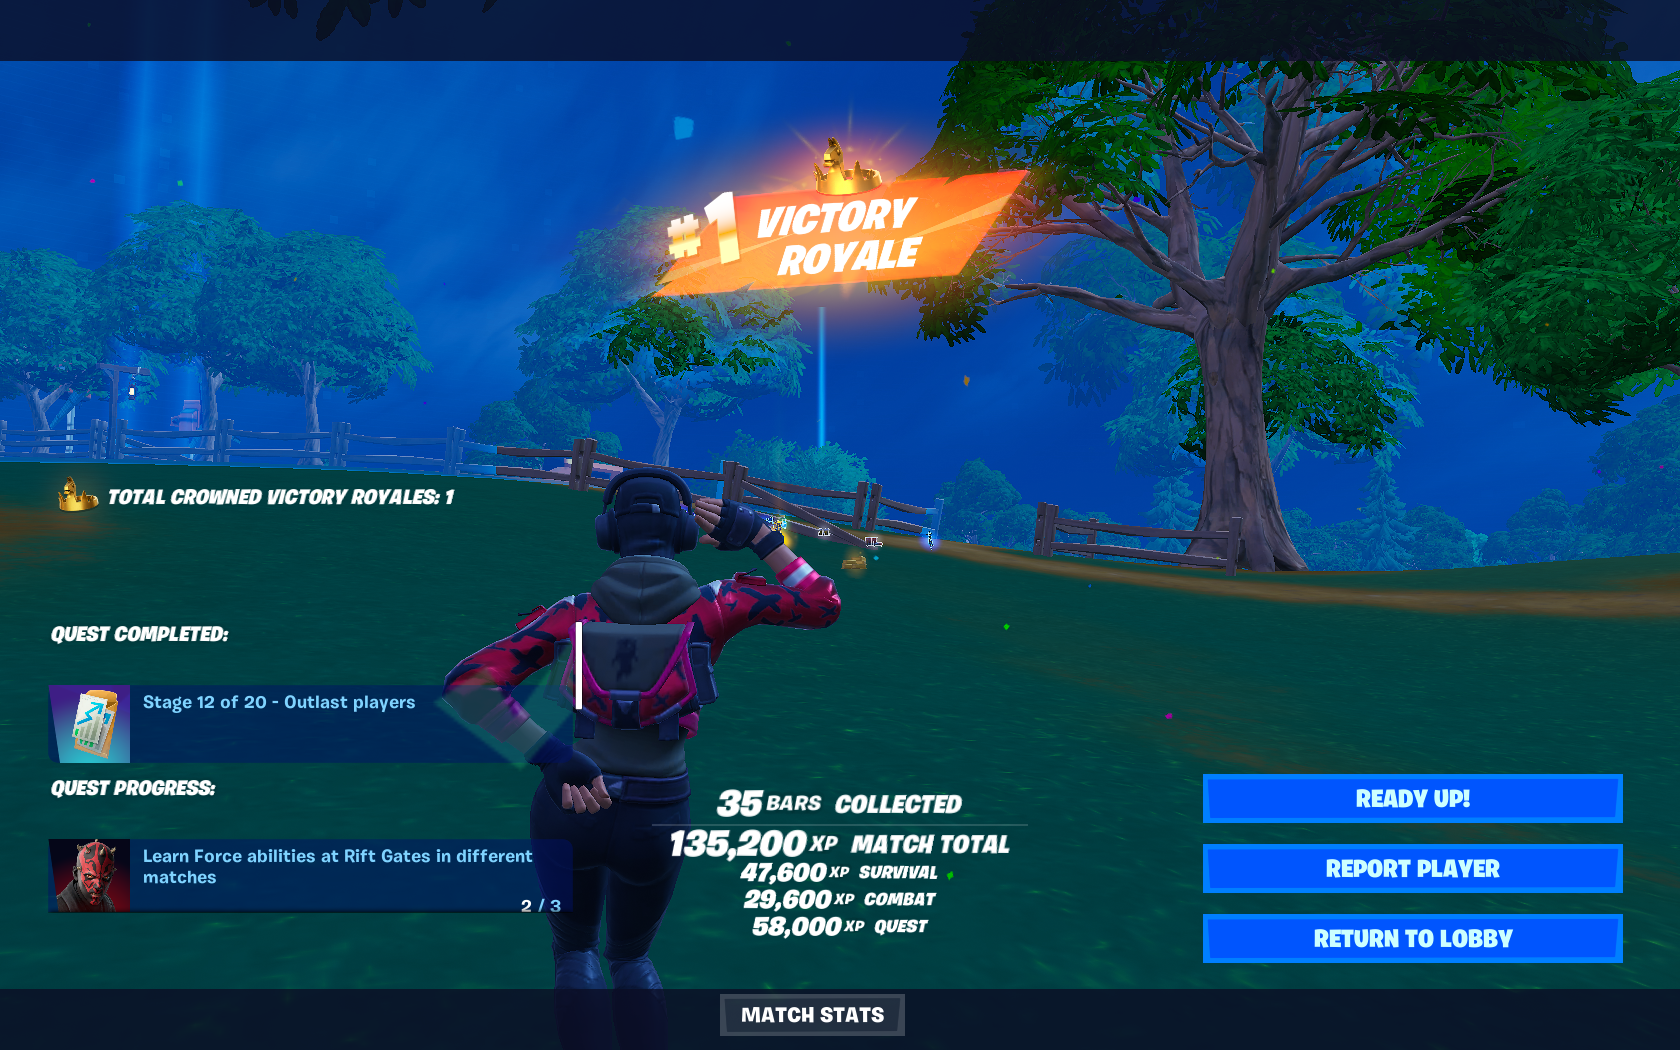 #1 VICTORY
ROYALE
TOTAL CROWNED VICTORY ROYALES: 1
QUEST COMPLETED:
Stage 12 of 20 - Outlast players
QUEST PROGRESS:
Learn Force abilities at Rift Gates in different
matches
2 / 3
35 BARS COLLECTED
135,200 XP MATCH TOTAL
47,600 XP SURVIVAL
29,600 XP COMBAT
58,000 XP QUEST
READY UP!
REPORT PLAYER
RETURN TO LOBBY
MATCH STATS